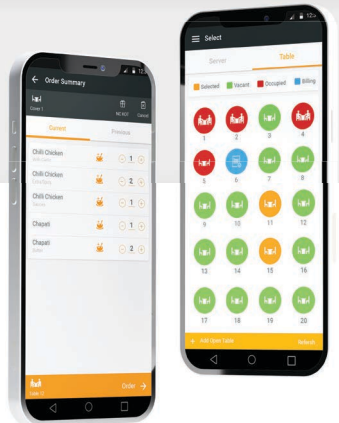 Order Summary
Cover 1
NC KOT
Cancel
Current
Previous
Chilli Chicken
1
Chilli Chicken
2
Chilli Chicken
1
Chapati
1
Chapati
2
Table 12
Order
12:
Select
Server
Table
Selected
Vacant
Occupied
Billing
1
2
3
4
5
6
7
8
9
10
11
12
13
14
15
16
17
18
19
20
+ Add Open Table
Refresh